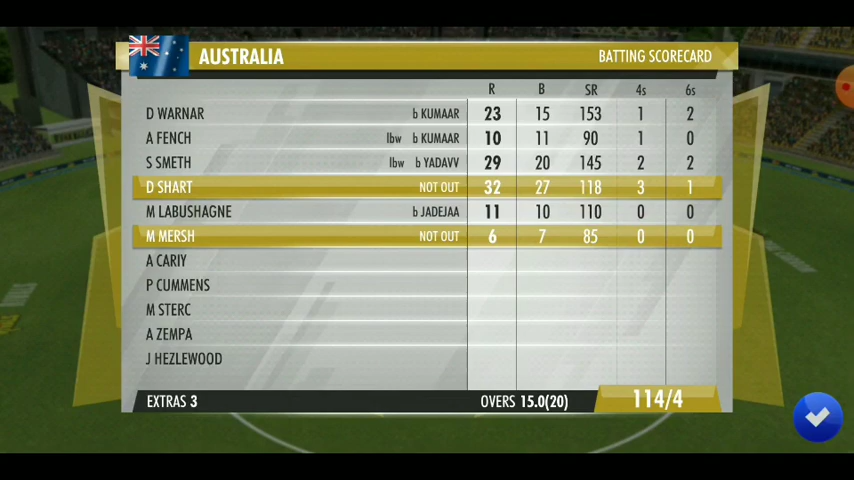 AUSTRALIA BATTING SCORECARD
R B SR 4s 6s
D WARNAR b KUMAAR 23 15 153 1 2
A FENCH lbw b KUMAAR 10 11 90 1 0
S SMETH lbw b YADAVV 29 20 145 2 2
D SHART NOT OUT 32 27 118 3 1
M LABUSHAGNE b JADEJAA 11 10 110 0 0
M MERSH NOT OUT 6 7 85 0 0
A CARIY
P CUMMENS
M STERC
A ZEMPA
J HEZLEWOOD
EXTRAS 3 OVERS 15.0(20) 114/4